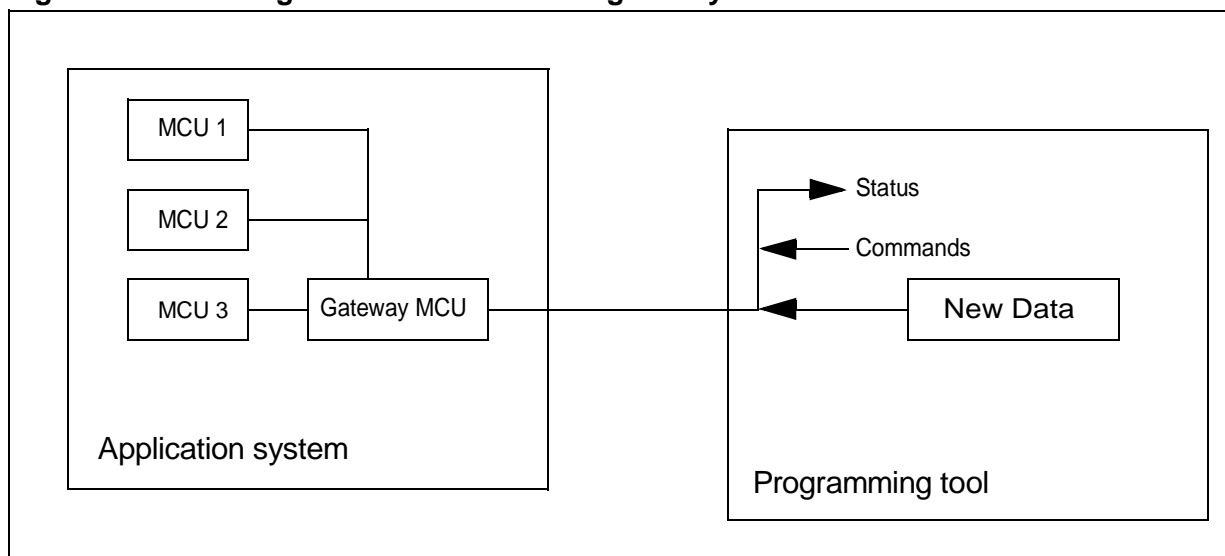 MCU 1
MCU 2
MCU 3
Gateway MCU
Application system
Status
Commands
New Data
Programming tool